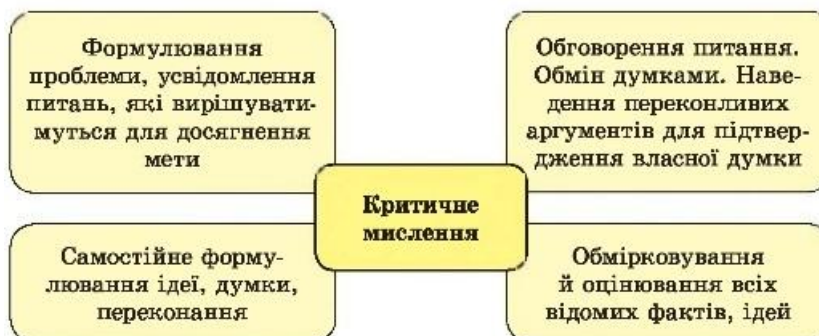 Формулювання
проблеми, усвідомлення
питань, які вирішувати-
муться для досягнення
мети
Обговорення питання.
Обмін думками. Наве-
дення переконливих
аргументів для підтвер-
дження власної думки
Критичне
мислення
Самостійне форму-
лювання ідеї, думки,
переконання
Обмірковування
й оцінювання всіх
відомих фактів, ідей